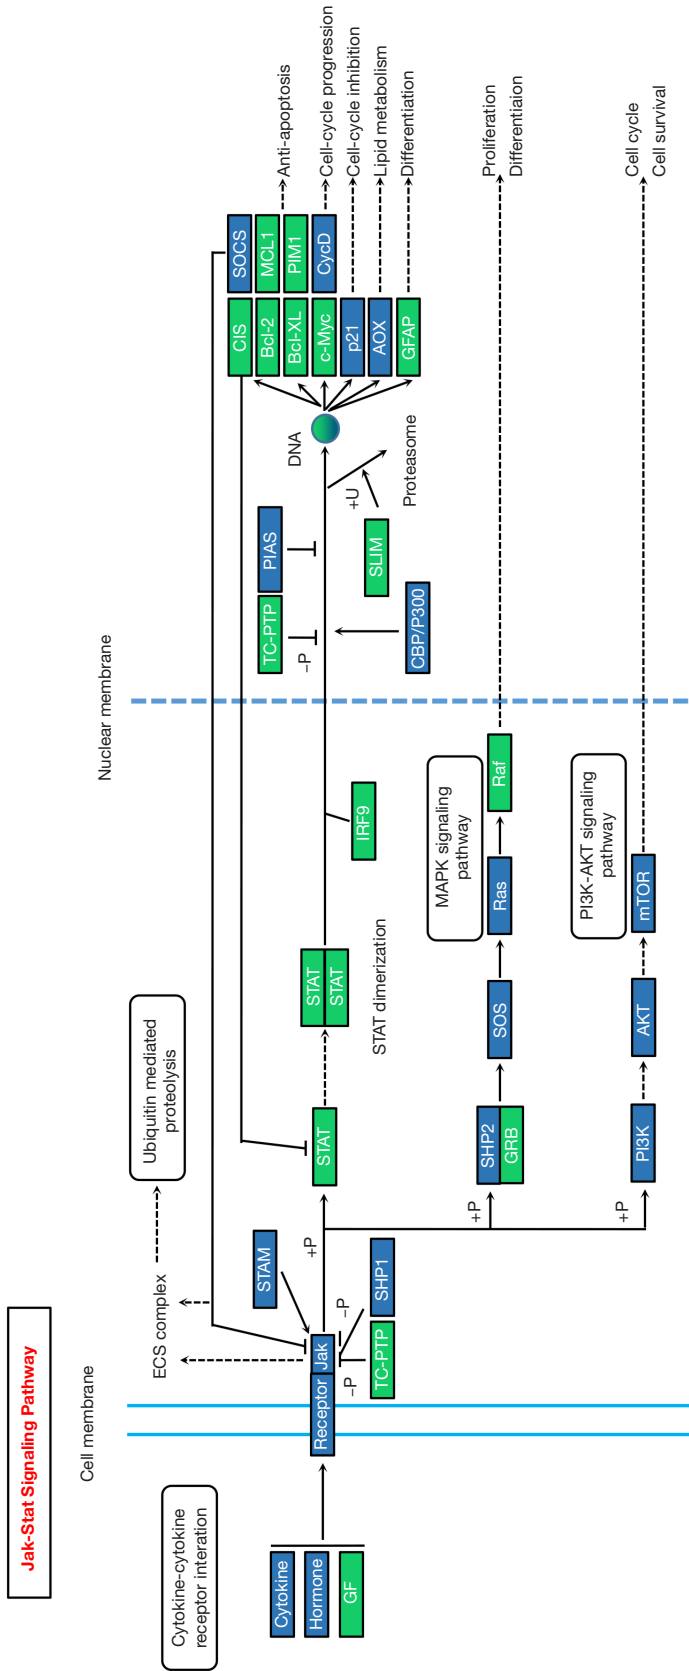 Jak-Stat Signaling Pathway
Cell membrane
Nuclear membrane
Cytokine-cytokine
receptor interation
Cytokine
Hormone
GF
Receptor
Jak
ECS complex
Ubiquitin mediated
proteolysis
STAM
TC-PTP
SHP1
–P
–P
+P
+P
+P
STAT
STAT
STAT
STAT dimerization
IRF9
TC-PTP
PIAS
–P
CBP/P300
SLIM
+U
Proteasome
DNA
CIS
SOCS
Bcl-2
MCL1
Bcl-XL
PIM1
c-Myc
CycD
p21
AOX
GFAP
Anti-apoptosis
Cell-cycle progression
Cell-cycle inhibition
Lipid metabolism
Differentiation
SHP2
GRB
SOS
Ras
Raf
MAPK signaling
pathway
Proliferation
Differentiaion
PI3K
AKT
mTOR
PI3K-AKT signaling
pathway
Cell cycle
Cell survival